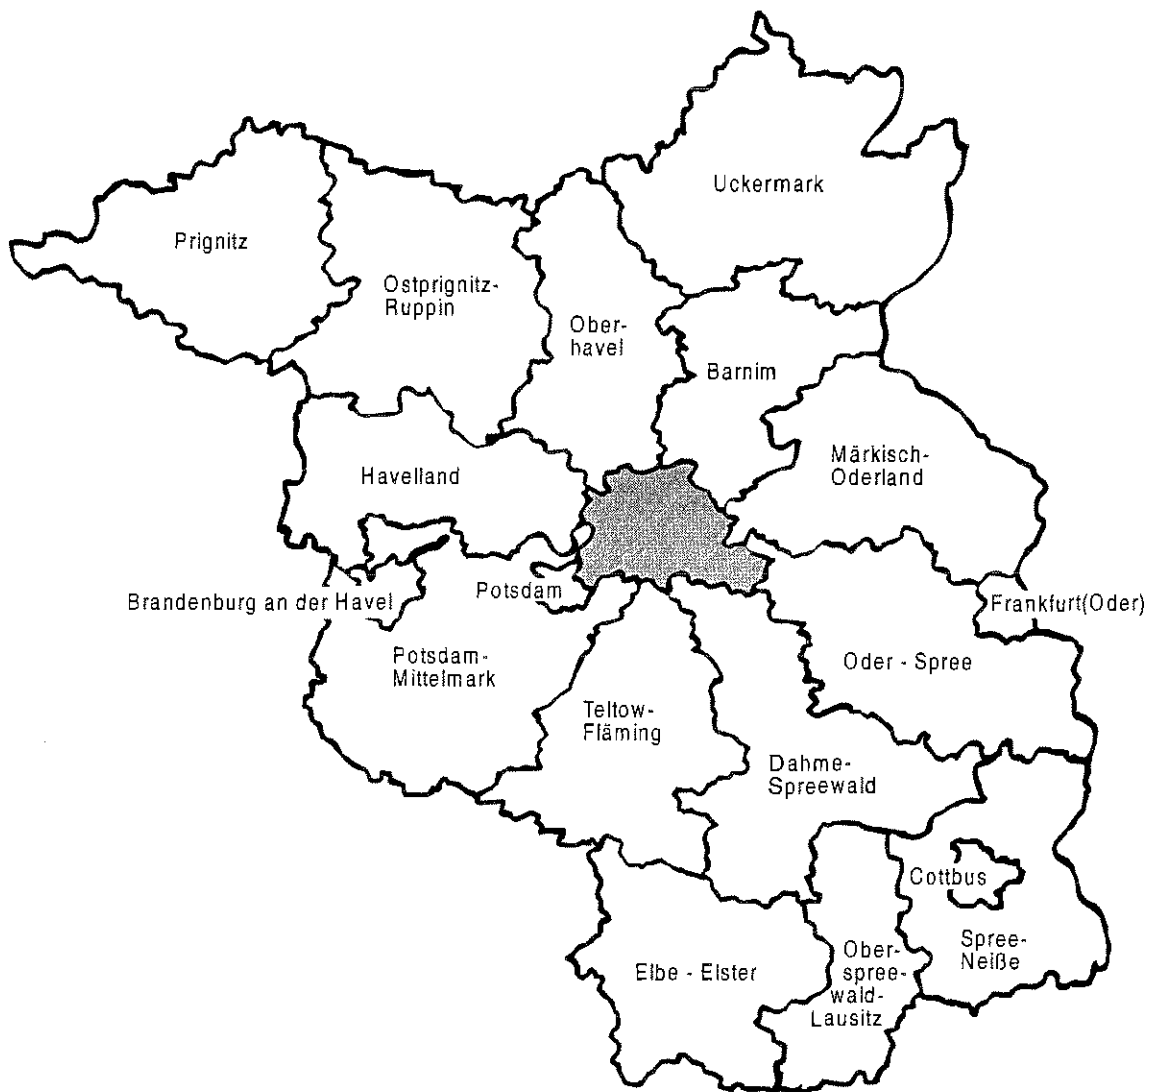 Uckermark
Prignitz
Ostprignitz-
Ruppin
Ober-
havel
Barnim
Märkisch-
Oderland
Havelland
Brandenburg an der Havel
Potsdam
Frankfurt(Oder)
Potsdam-
Mittelmark
Oder - Spree
Teltow-
Fläming
Dahme-
Spreewald
Cottbus
Spree-
Neiße
Elbe - Elster
Ober-
spree-
wald-
Lausitz